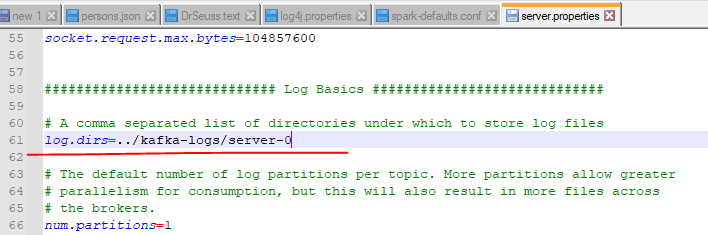 new 1 persons.json DrSeuss.text log4j.properties spark-defaults.conf server.properties
55 socket.request.max.bytes=104857600
56
57
58 ############################# Log Basics #############################
59
60 # A comma separated list of directories under which to store log files
61 log.dirs=../kafka-logs/server-0
62
63 # The default number of log partitions per topic. More partitions allow greater
64 # parallelism for consumption, but this will also result in more files across
65 # the brokers.
66 num.partitions=1